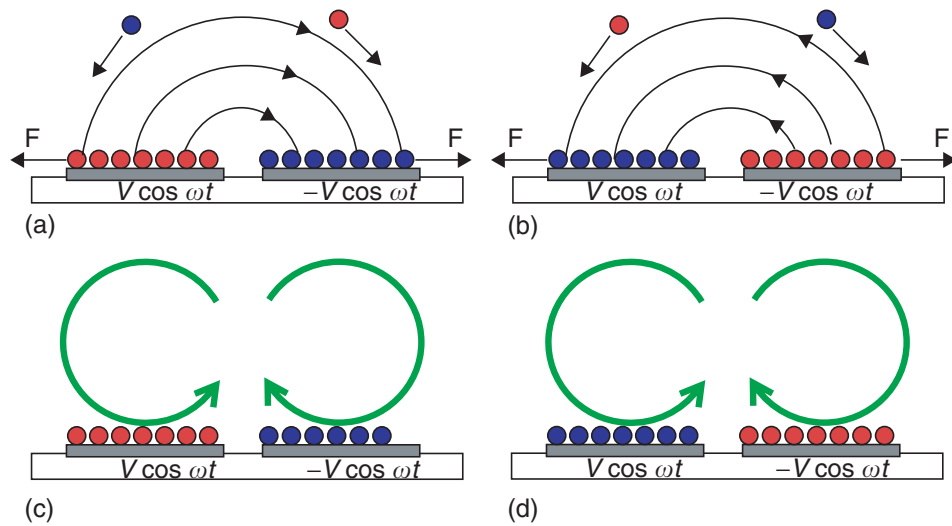 F F F F
V cos ωt −V cos ωt V cos ωt −V cos ωt
(a) (b)
V cos ωt −V cos ωt V cos ωt −V cos ωt
(c) (d)